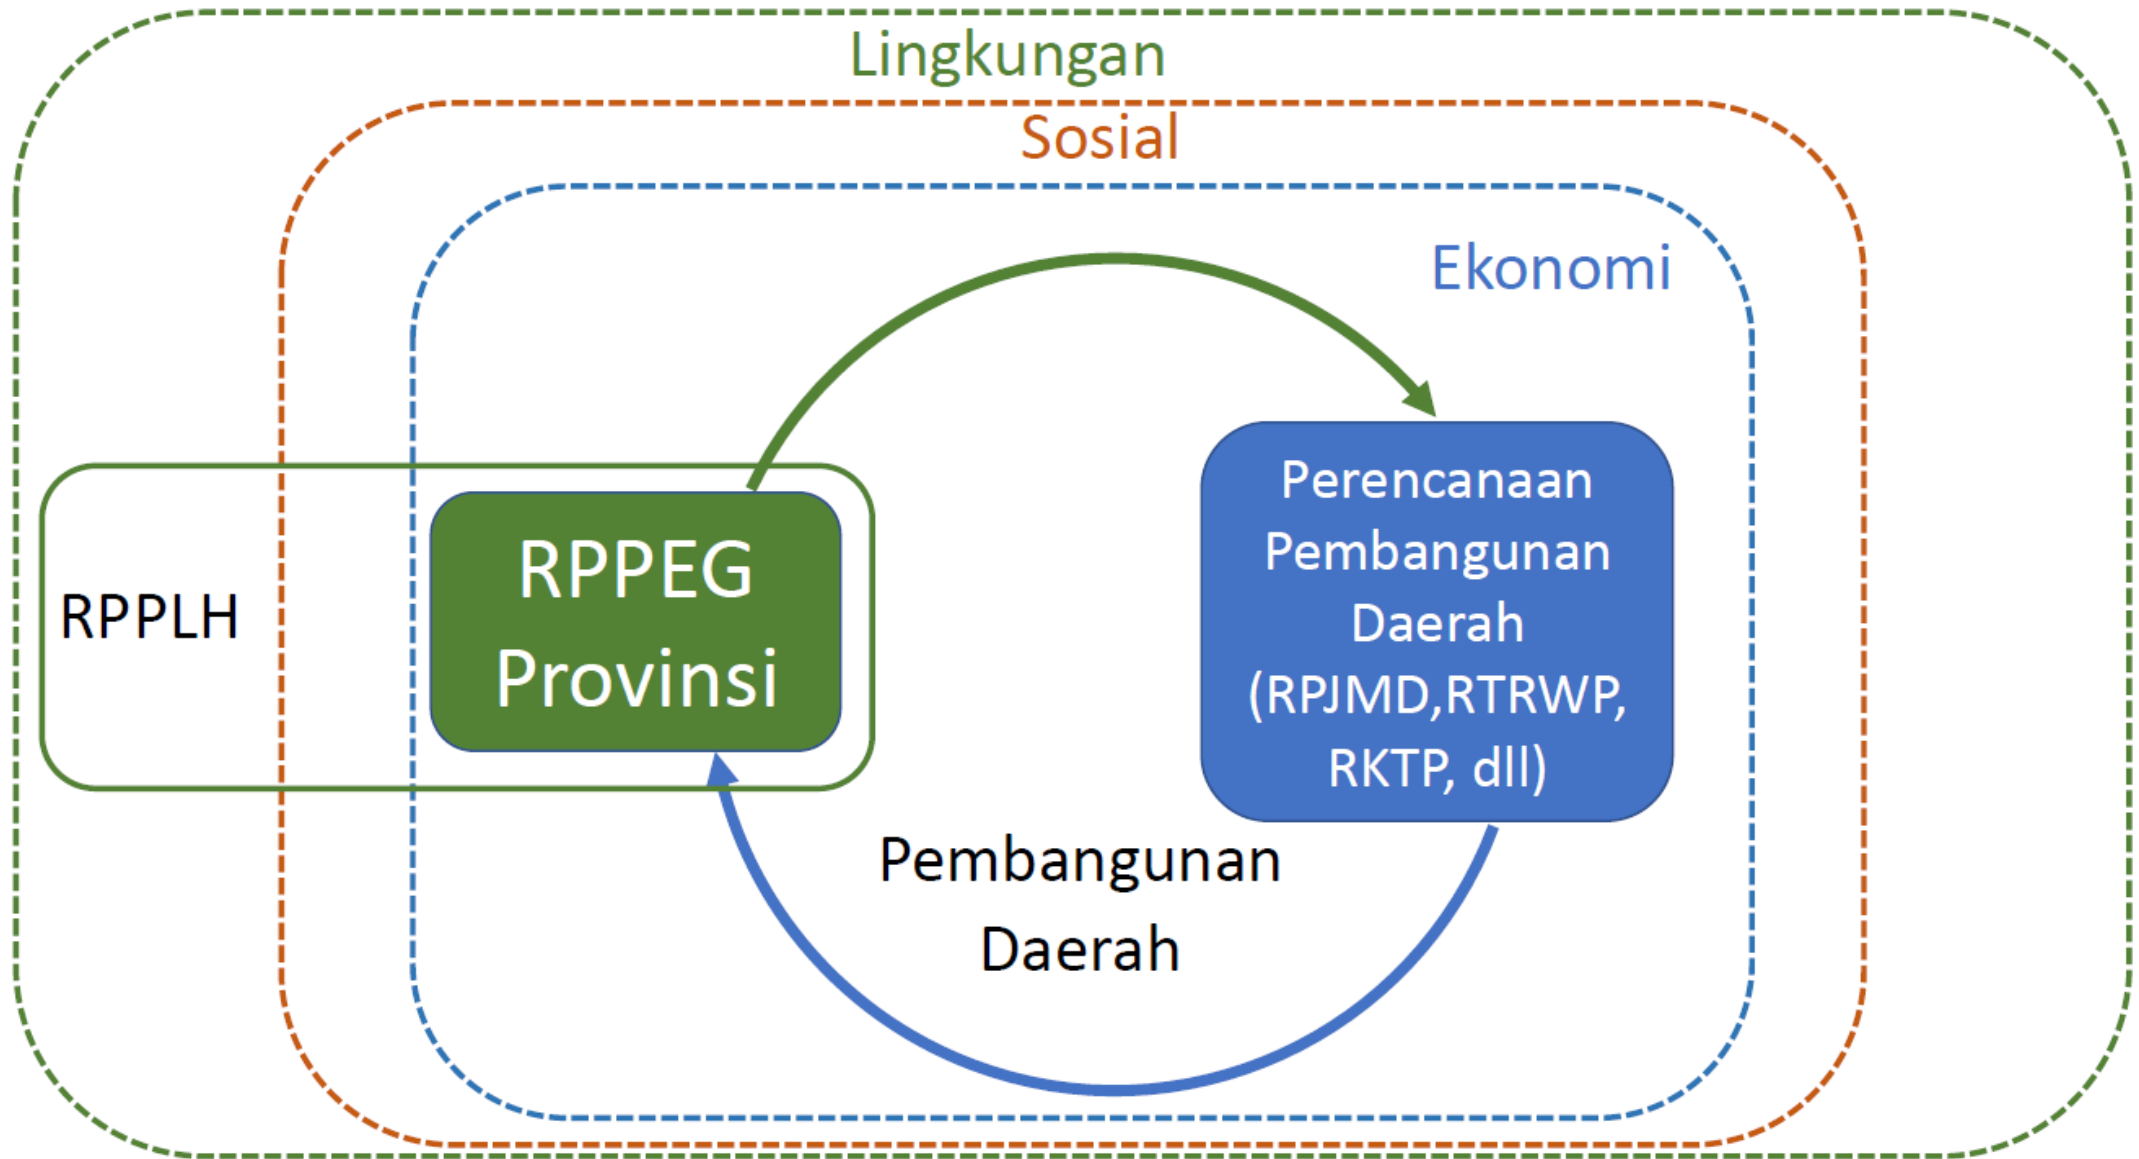 Lingkungan
Sosial
Ekonomi
RPPLH
RPPEG
Provinsi
Perencanaan
Pembangunan
Daerah
(RPJMD,RTRWP,
RKTP, dll)
Pembangunan
Daerah